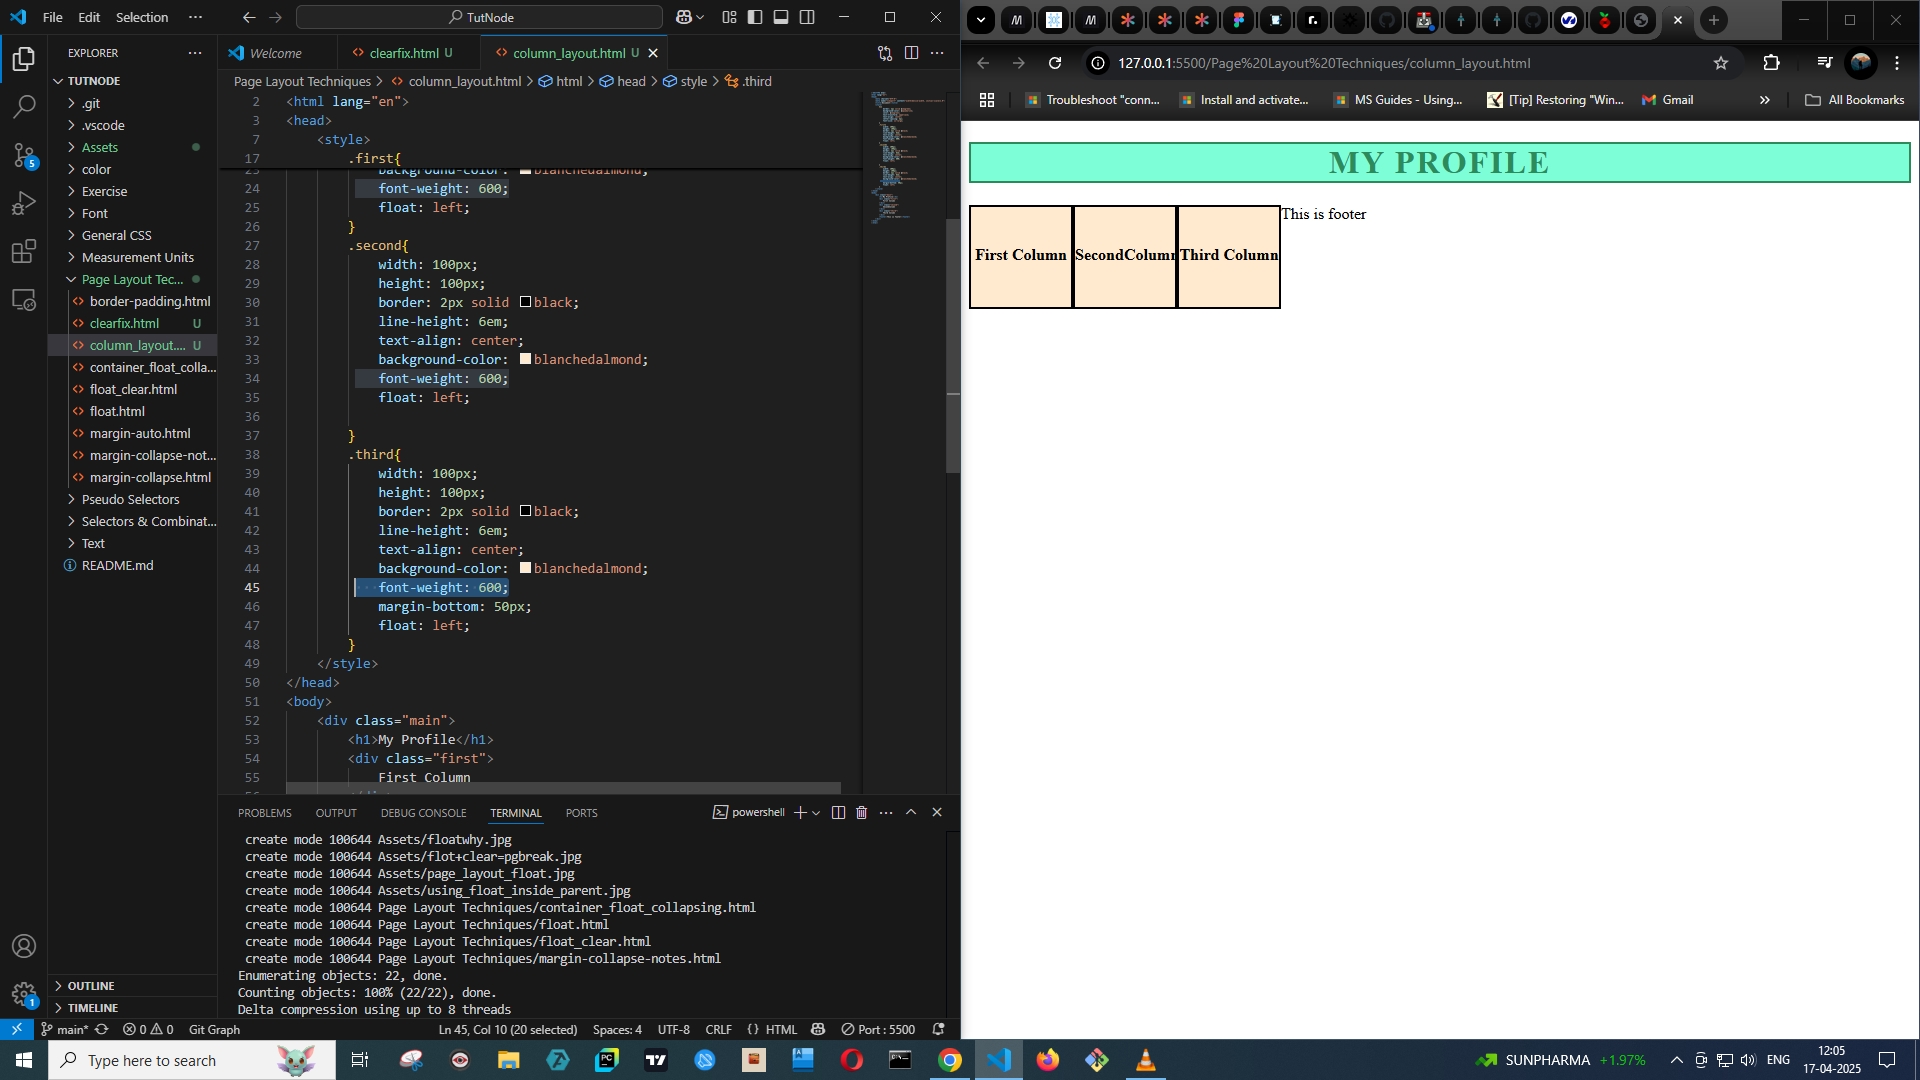 File Edit Selection ··· TutNode
EXPLORER ···
TUTNODE
.git
.vscode
Assets
color
Exercise
Font
General CSS
Measurement Units
Page Layout Tec...
border-padding.html
clearfix.html U
column_layout.... U
container_float_colla...
float_clear.html
float.html
margin-auto.html
margin-collapse-not...
margin-collapse.html
Pseudo Selectors
Selectors & Combinat...
Text
README.md
OUTLINE
TIMELINE
Welcome clearfix.html U column_layout.html U
Page Layout Techniques > column_layout.html > html > head > style > .third
2 <html lang="en">
3 <head>
7 <style>
17 .first{
background-color: blanchedalmond;
24 font-weight: 600;
25 float: left;
26 }
27 .second{
28 width: 100px;
29 height: 100px;
30 border: 2px solid black;
31 line-height: 6em;
32 text-align: center;
33 background-color: blanchedalmond;
34 font-weight: 600;
35 float: left;
36
37 }
38 .third{
39 width: 100px;
40 height: 100px;
41 border: 2px solid black;
42 line-height: 6em;
43 text-align: center;
44 background-color: blanchedalmond;
45 font-weight: 600;
46 margin-bottom: 50px;
47 float: left;
48 }
49 </style>
50 </head>
51 <body>
52 <div class="main">
53 <h1>My Profile</h1>
54 <div class="first">
55 First Column
PROBLEMS OUTPUT DEBUG CONSOLE TERMINAL PORTS powershell
create mode 100644 Assets/floatwhy.jpg
create mode 100644 Assets/flot+clear=pgbreak.jpg
create mode 100644 Assets/page_layout_float.jpg
create mode 100644 Assets/using_float_inside_parent.jpg
create mode 100644 Page Layout Techniques/container_float_collapsing.html
create mode 100644 Page Layout Techniques/float.html
create mode 100644 Page Layout Techniques/float_clear.html
create mode 100644 Page Layout Techniques/margin-collapse-notes.html
Enumerating objects: 22, done.
Counting objects: 100% (22/22), done.
Delta compression using up to 8 threads
main* 0 0 Git Graph Ln 45, Col 10 (20 selected) Spaces: 4 UTF-8 CRLF {} HTML Port : 5500
127.0.0.1:5500/Page%20Layout%20Techniques/column_layout.html
Troubleshoot "conn... Install and activate... MS Guides - Using... [Tip] Restoring "Win... Gmail » All Bookmarks
MY PROFILE
First Column SecondColumn Third Column This is footer
Type here to search SUNPHARMA +1.97% ENG 12:05
17-04-2025